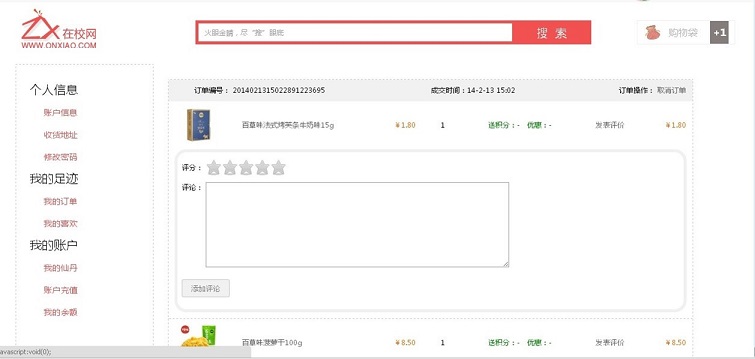 ZX 在校网
WWW.ONXIAO.COM
火眼金睛，尽“搜”眼底
搜 索
购物袋 +1
个人信息
账户信息
收货地址
修改密码
我的足迹
我的订单
我的喜欢
我的账户
我的仙丹
账户充值
我的余额
订单编号： 2014021315022891223695 成交时间：14-2-13 15:02 订单操作： 取消订单
百草味法式烤芙条牛奶味15g ￥1.80 1 送积分：- 优惠：- 发表评价 ￥1.80
评分：
评论：
添加评论
百草味菠萝干100g ￥8.50 1 送积分：- 优惠：- 发表评价 ￥8.50
avascript:void(0);